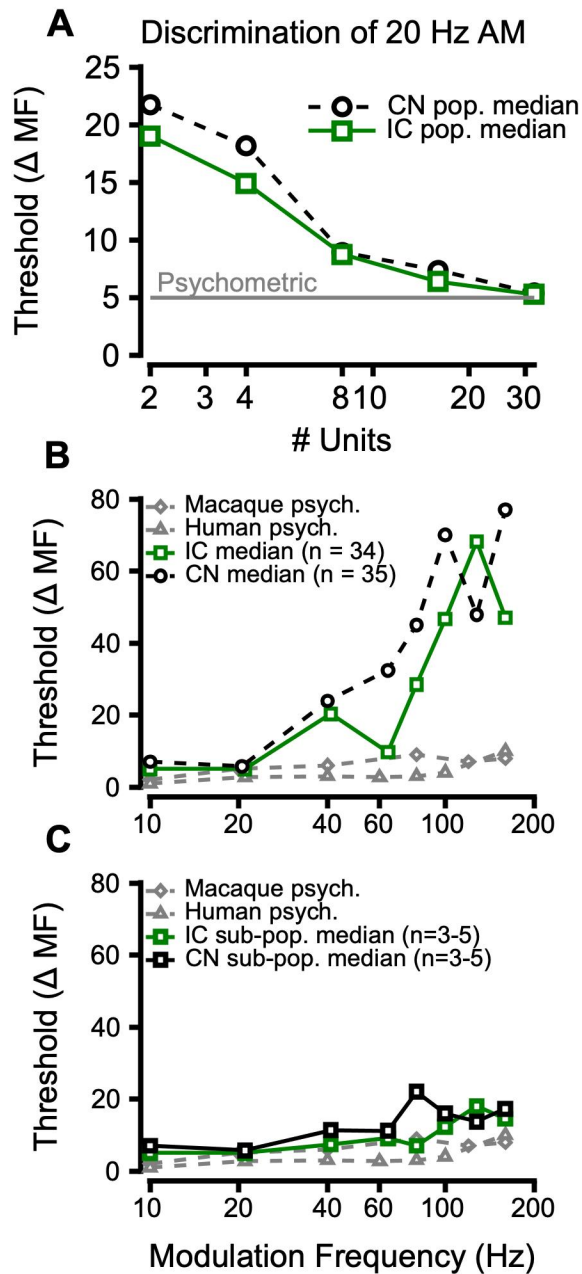 A
Discrimination of 20 Hz AM
Threshold (Δ MF)
25
20
15
10
5
0
CN pop. median
IC pop. median
Psychometric
2 3 4 8 10 20 30
# Units
B
Threshold (Δ MF)
80
60
40
20
0
Macaque psych.
Human psych.
IC median (n = 34)
CN median (n = 35)
10 20 40 60 100 200
C
Threshold (Δ MF)
80
60
40
20
0
Macaque psych.
Human psych.
IC sub-pop. median (n=3-5)
CN sub-pop. median (n=3-5)
10 20 40 60 100 200
Modulation Frequency (Hz)